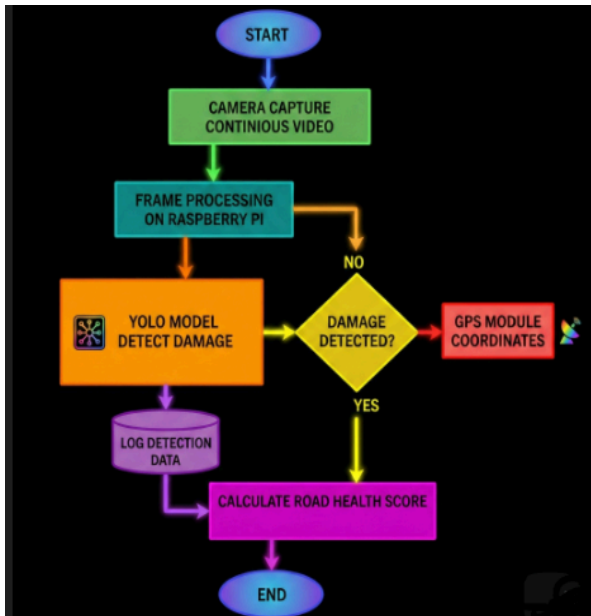 START
CAMERA CAPTURE
CONTINIOUS VIDEO
FRAME PROCESSING
ON RASPBERRY PI
NO
YOLO MODEL
DETECT DAMAGE
DAMAGE
DETECTED?
GPS MODULE
COORDINATES
YES
LOG DETECTION
DATA
CALCULATE ROAD HEALTH SCORE
END